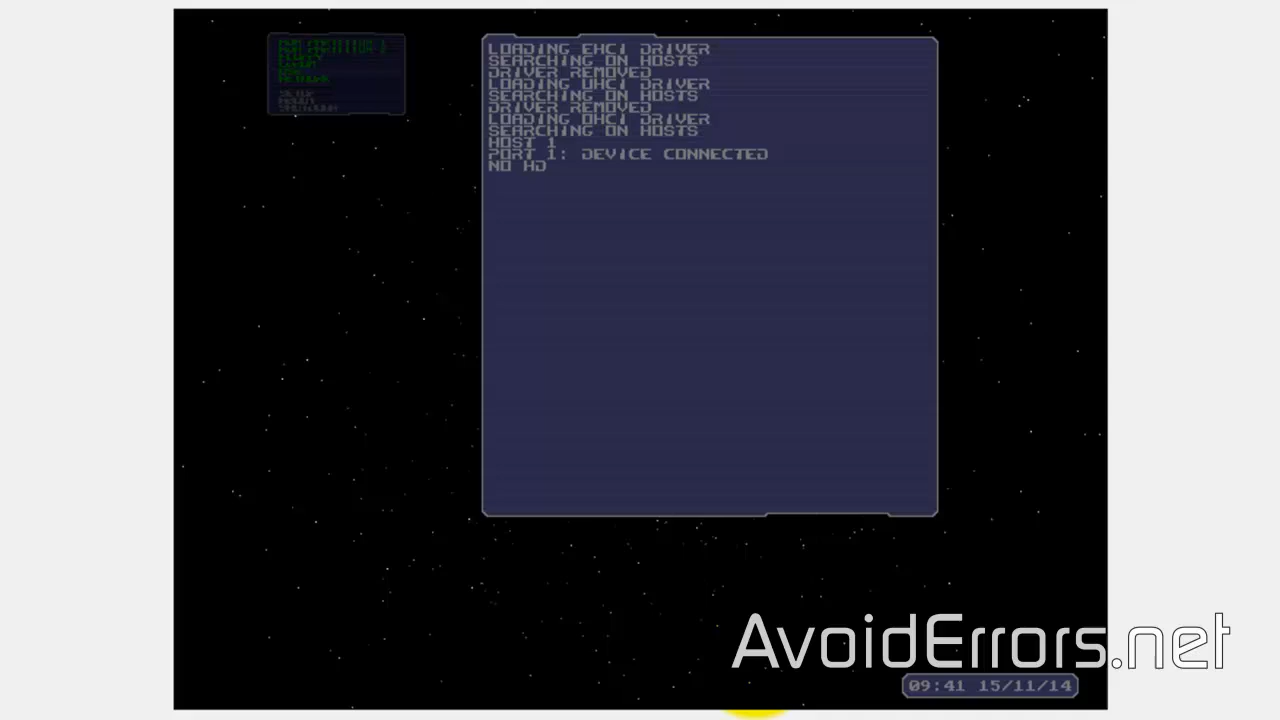 LOADING EHCI DRIVER
SEARCHING ON HOSTS
DRIVER REMOVED
LOADING UHCI DRIVER
SEARCHING ON HOSTS
DRIVER REMOVED
LOADING OHCI DRIVER
SEARCHING ON HOSTS
HOST 1
PORT 1: DEVICE CONNECTED
NO HD
AvoidErrors.net
09:41 15/11/14